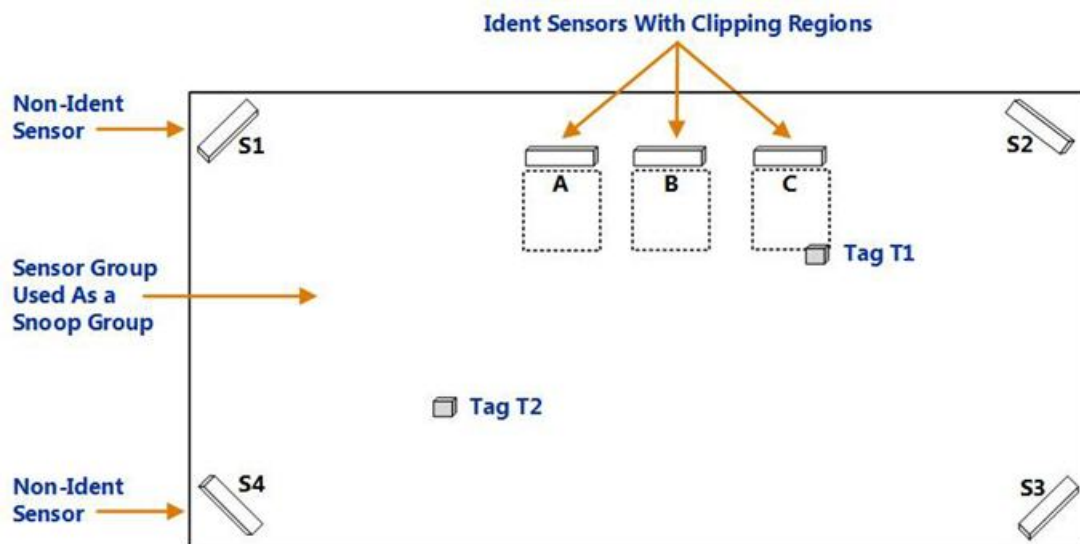 Ident Sensors With Clipping Regions
Non-Ident
Sensor
S1
S2
A
B
C
Tag T1
Sensor Group
Used As a
Snoop Group
Tag T2
Non-Ident
Sensor
S4
S3